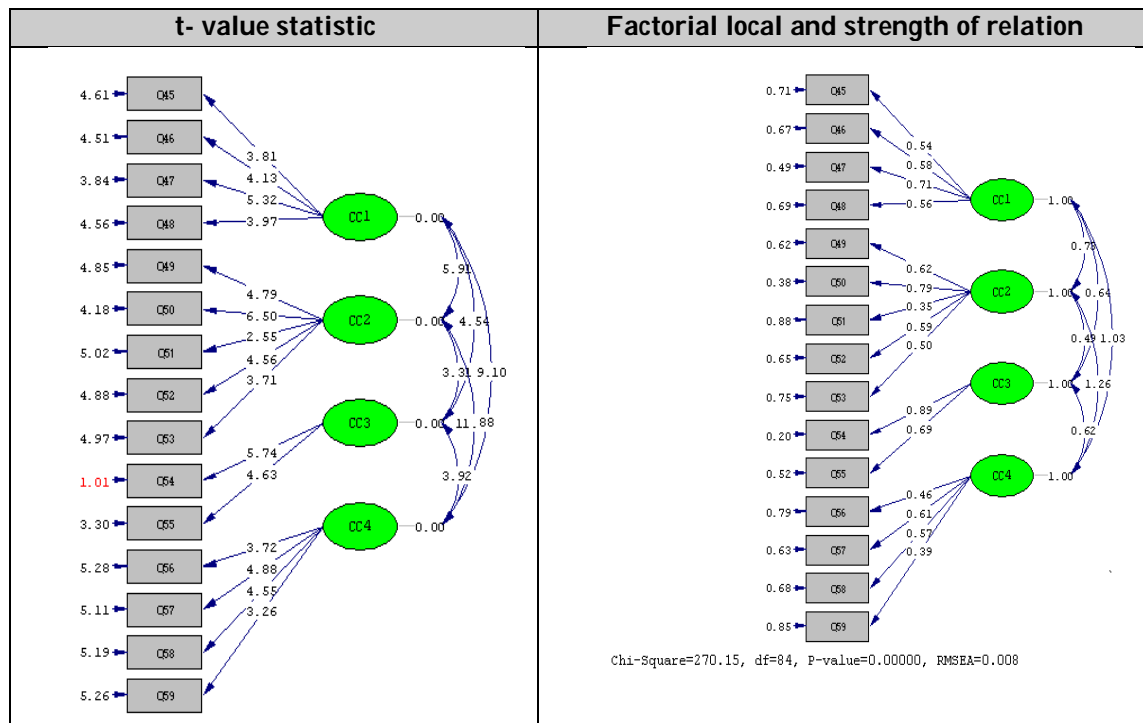 t- value statistic
Factorial local and strength of relation
4.61 Q45
4.51 Q46
3.84 Q47
4.56 Q48
4.85 Q49
4.18 Q50
5.02 Q51
4.88 Q52
4.97 Q53
1.01 Q54
3.30 Q55
5.28 Q56
5.11 Q57
5.19 Q58
5.26 Q59
3.81
4.13
5.32
3.97
4.79
6.50
2.55
4.56
3.71
5.74
4.63
3.72
4.88
4.55
3.26
CC1 0.00
CC2 0.00
CC3 0.00
CC4 0.00
5.91
4.54
3.31 9.10
11.88
3.92
0.71 Q45
0.67 Q46
0.49 Q47
0.69 Q48
0.62 Q49
0.38 Q50
0.88 Q51
0.65 Q52
0.75 Q53
0.20 Q54
0.52 Q55
0.79 Q56
0.63 Q57
0.68 Q58
0.85 Q59
0.54
0.58
0.71
0.56
0.62
0.79
0.35
0.59
0.50
0.89
0.69
0.46
0.61
0.57
0.39
CC1 1.00
CC2 1.00
CC3 1.00
CC4 1.00
0.64
0.49 1.03
1.26
0.62
Chi-Square=270.15, df=84, P-value=0.00000, RMSEA=0.008